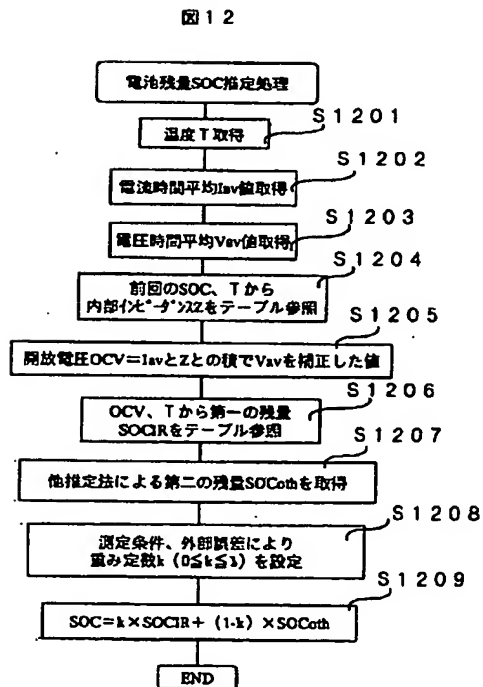 図12
電池残量SOC推定処理
S1201
温度T取得
S1202
電流時間平均Iav値取得
S1203
電圧時間平均Vav値取得
S1204
前回のSOC、Tから
内部インピーダンスZをテーブル参照
S1205
開放電圧OCV=IavとZとの積でVavを補正した値
S1206
OCV、Tから第一の残量
SOCIRをテーブル参照
S1207
他推定法による第二の残量SOCothを取得
S1208
測定条件、外部誤差により
重み定数k(0≦k≦1)を設定
S1209
SOC=k×SOCIR+(1-k)×SOCoth
END